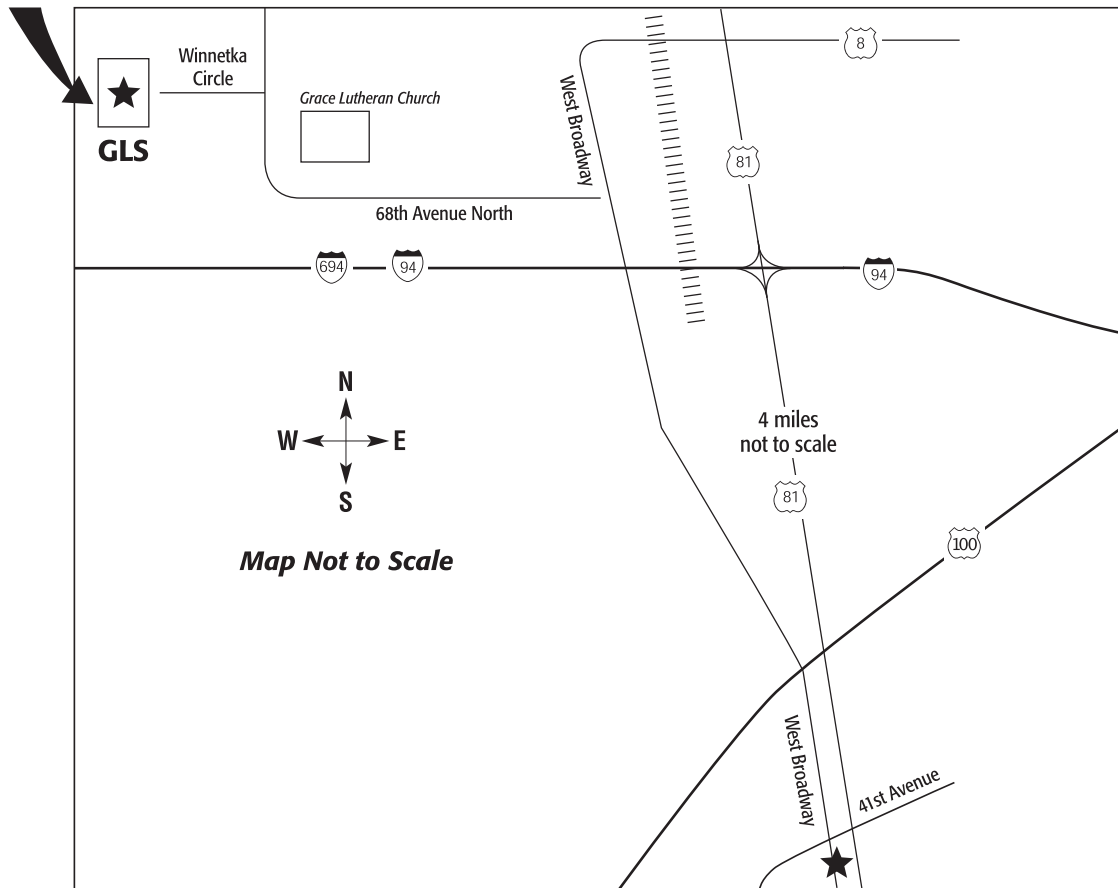 Winnetka
Circle
Grace Lutheran Church
GLS
68th Avenue North
West Broadway
8
81
694
94
94
N
W
E
S
Map Not to Scale
4 miles
not to scale
81
100
West Broadway
41st Avenue